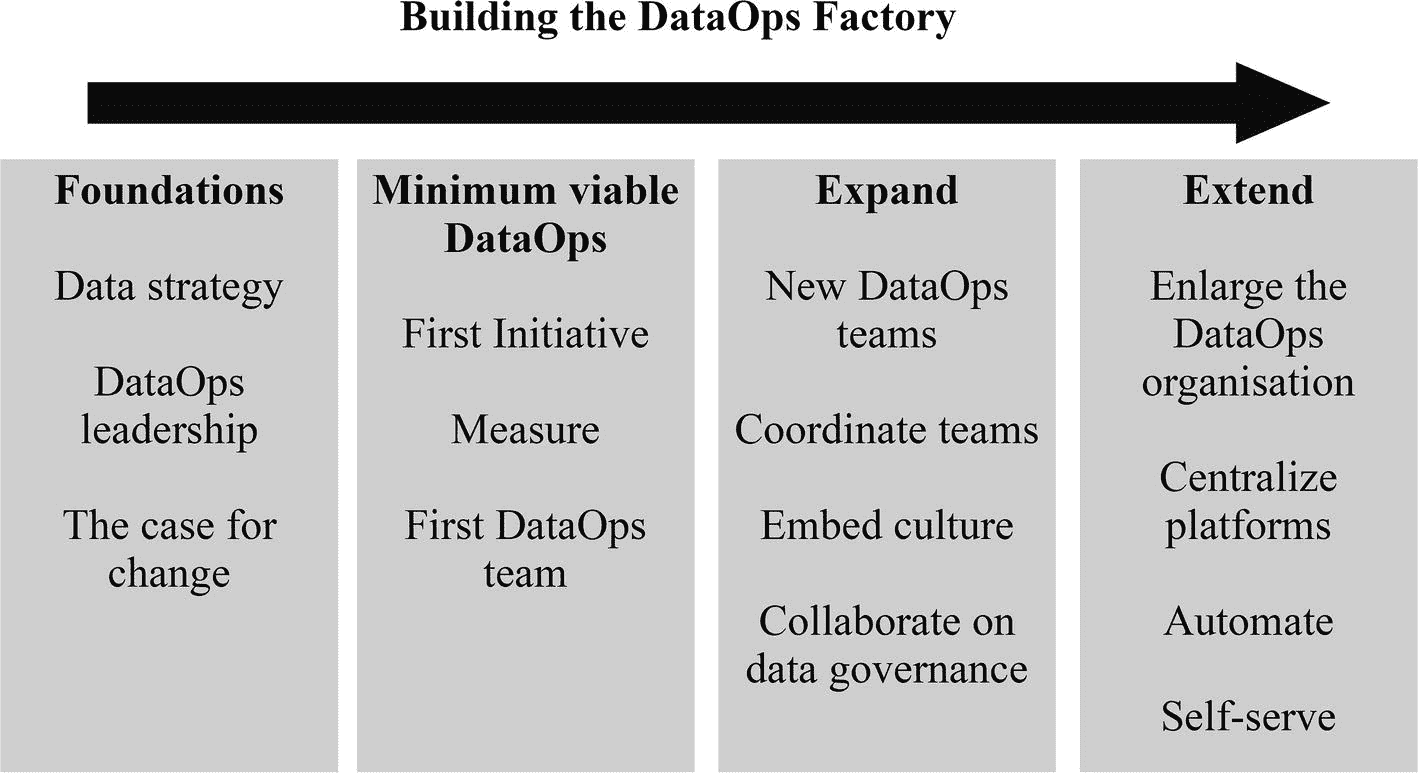 Building the DataOps Factory
Foundations
Data strategy
DataOps
leadership
The case for
change
Minimum viable
DataOps
First Initiative
Measure
First DataOps
team
Expand
New DataOps
teams
Coordinate teams
Embed culture
Collaborate on
data governance
Extend
Enlarge the
DataOps
organisation
Centralize
platforms
Automate
Self-serve